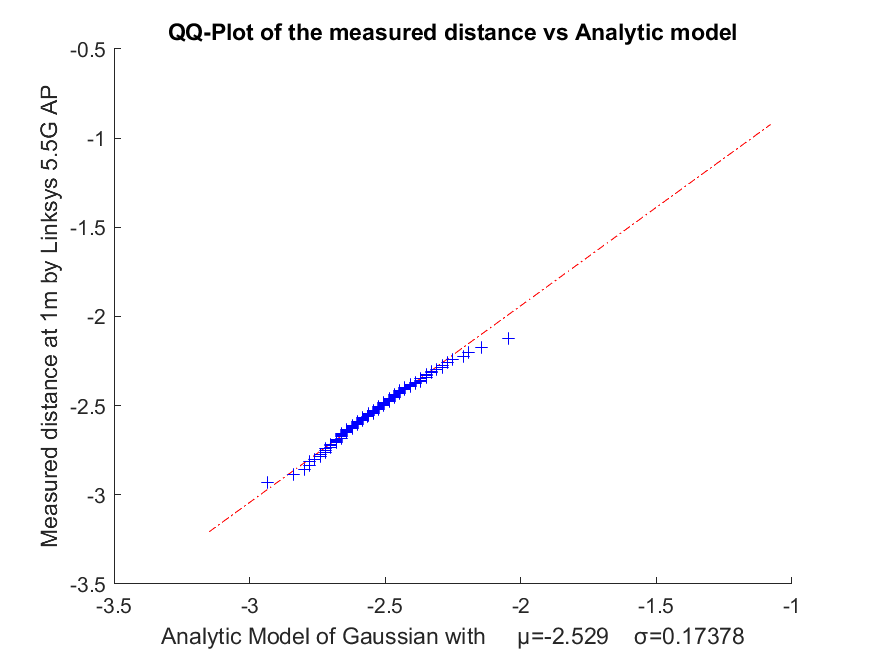 QQ-Plot of the measured distance vs Analytic model
Measured distance at 1m by Linksys 5.5G AP
-0.5
-1
-1.5
-2
-2.5
-3
-3.5
-3.5 -3 -2.5 -2 -1.5 -1
Analytic Model of Gaussian with μ=-2.529 σ=0.17378